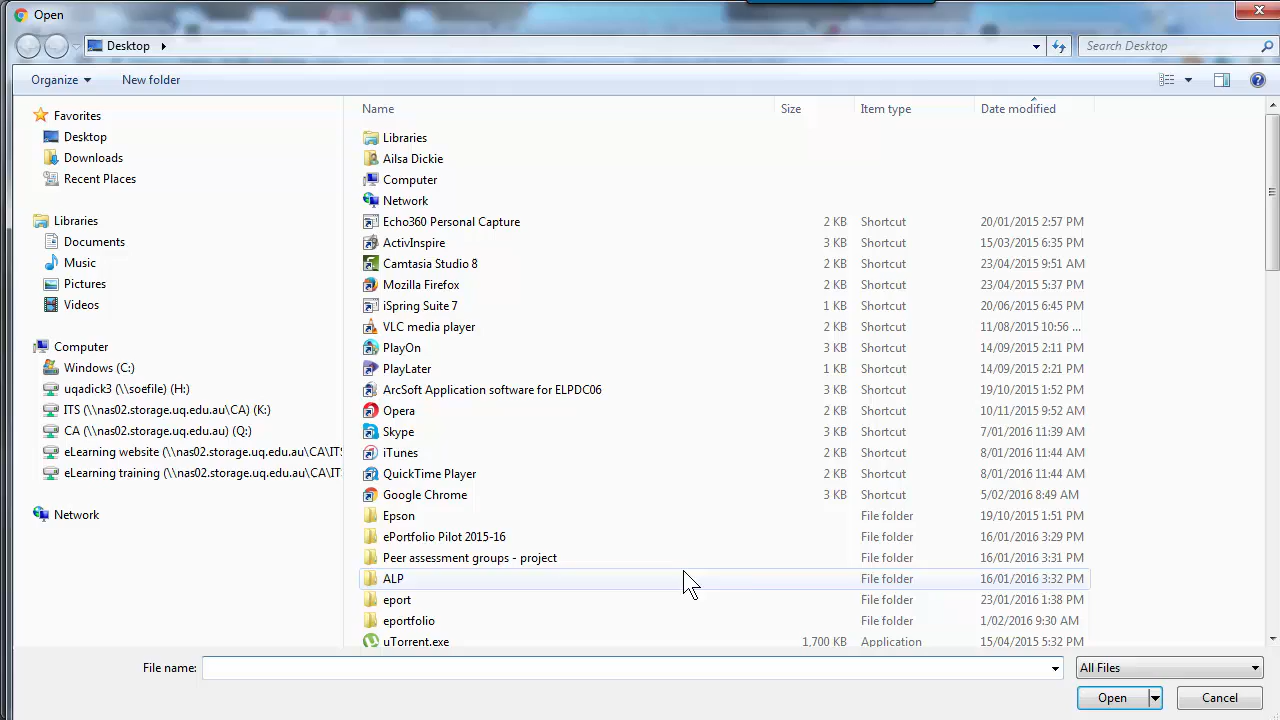 Open
Desktop
Search Desktop
Organize New folder
Name Size Item type Date modified
Favorites
Desktop
Downloads
Recent Places
Libraries
Documents
Music
Pictures
Videos
Computer
Windows (C:)
uqadick3 (\\soefile) (H:)
ITS (\\nas02.storage.uq.edu.au\CA) (K:)
CA (\\nas02.storage.uq.edu.au) (Q:)
eLearning website (\\nas02.storage.uq.edu.au\CA\IT
eLearning training (\\nas02.storage.uq.edu.au\CA\IT
Network
Libraries
Ailsa Dickie
Computer
Network
Echo360 Personal Capture 2 KB Shortcut 20/01/2015 2:57 PM
ActivInspire 3 KB Shortcut 15/03/2015 6:35 PM
Camtasia Studio 8 2 KB Shortcut 23/04/2015 9:51 AM
Mozilla Firefox 2 KB Shortcut 23/04/2015 5:37 PM
iSpring Suite 7 1 KB Shortcut 20/06/2015 6:45 PM
VLC media player 2 KB Shortcut 11/08/2015 10:56 ...
PlayOn 3 KB Shortcut 14/09/2015 2:11 PM
PlayLater 1 KB Shortcut 14/09/2015 2:21 PM
ArcSoft Application software for ELPDC06 3 KB Shortcut 19/10/2015 1:52 PM
Opera 2 KB Shortcut 10/11/2015 9:52 AM
Skype 3 KB Shortcut 7/01/2016 11:39 AM
iTunes 2 KB Shortcut 8/01/2016 11:44 AM
QuickTime Player 2 KB Shortcut 8/01/2016 11:44 AM
Google Chrome 3 KB Shortcut 5/02/2016 8:49 AM
Epson File folder 19/10/2015 1:51 PM
ePortfolio Pilot 2015-16 File folder 16/01/2016 3:29 PM
Peer assessment groups - project File folder 16/01/2016 3:31 PM
ALP File folder 16/01/2016 3:32 PM
eport File folder 23/01/2016 1:38 PM
eportfolio File folder 1/02/2016 9:30 AM
uTorrent.exe 1,700 KB Application 15/04/2015 5:32 PM
File name: All Files
Open Cancel